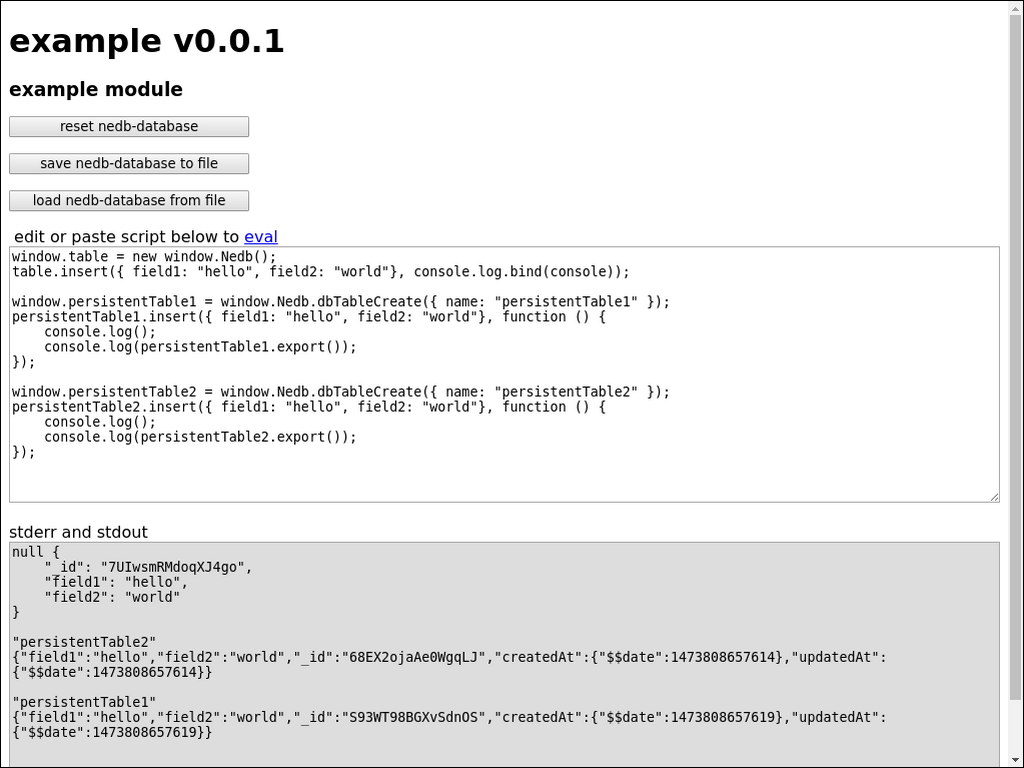 example v0.0.1
example module
reset nedb-database
save nedb-database to file
load nedb-database from file
edit or paste script below to eval
window.table = new window.Nedb();
table.insert({ field1: "hello", field2: "world"}, console.log.bind(console));

window.persistentTable1 = window.Nedb.dbTableCreate({ name: "persistentTable1" });
persistentTable1.insert({ field1: "hello", field2: "world"}, function () {
    console.log();
    console.log(persistentTable1.export());
});

window.persistentTable2 = window.Nedb.dbTableCreate({ name: "persistentTable2" });
persistentTable2.insert({ field1: "hello", field2: "world"}, function () {
    console.log();
    console.log(persistentTable2.export());
});

stderr and stdout
null {
    "_id": "7UIwsmRMdoqXJ4go",
    "field1": "hello",
    "field2": "world"
}

"persistentTable2"
{"field1":"hello","field2":"world","_id":"68EX2ojaAe0WgqLJ","createdAt":{"$$date":1473808657614},"updatedAt":
{"$$date":1473808657614}}

"persistentTable1"
{"field1":"hello","field2":"world","_id":"S93WT98BGXvSdnOS","createdAt":{"$$date":1473808657619},"updatedAt":
{"$$date":1473808657619}}